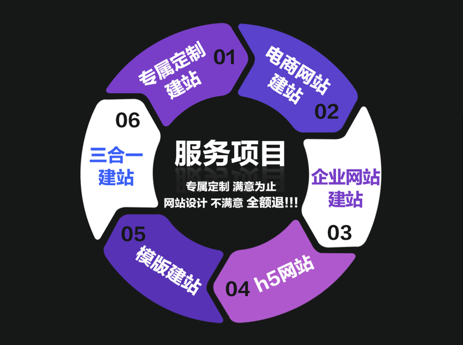 专属定制
建站
01
电商网站
建站
02
企业网站
建站
03
h5网站
04
模版建站
05
三合一
建站
06
服务项目
专属定制 满意为止
网站设计 不满意 全额退!!!